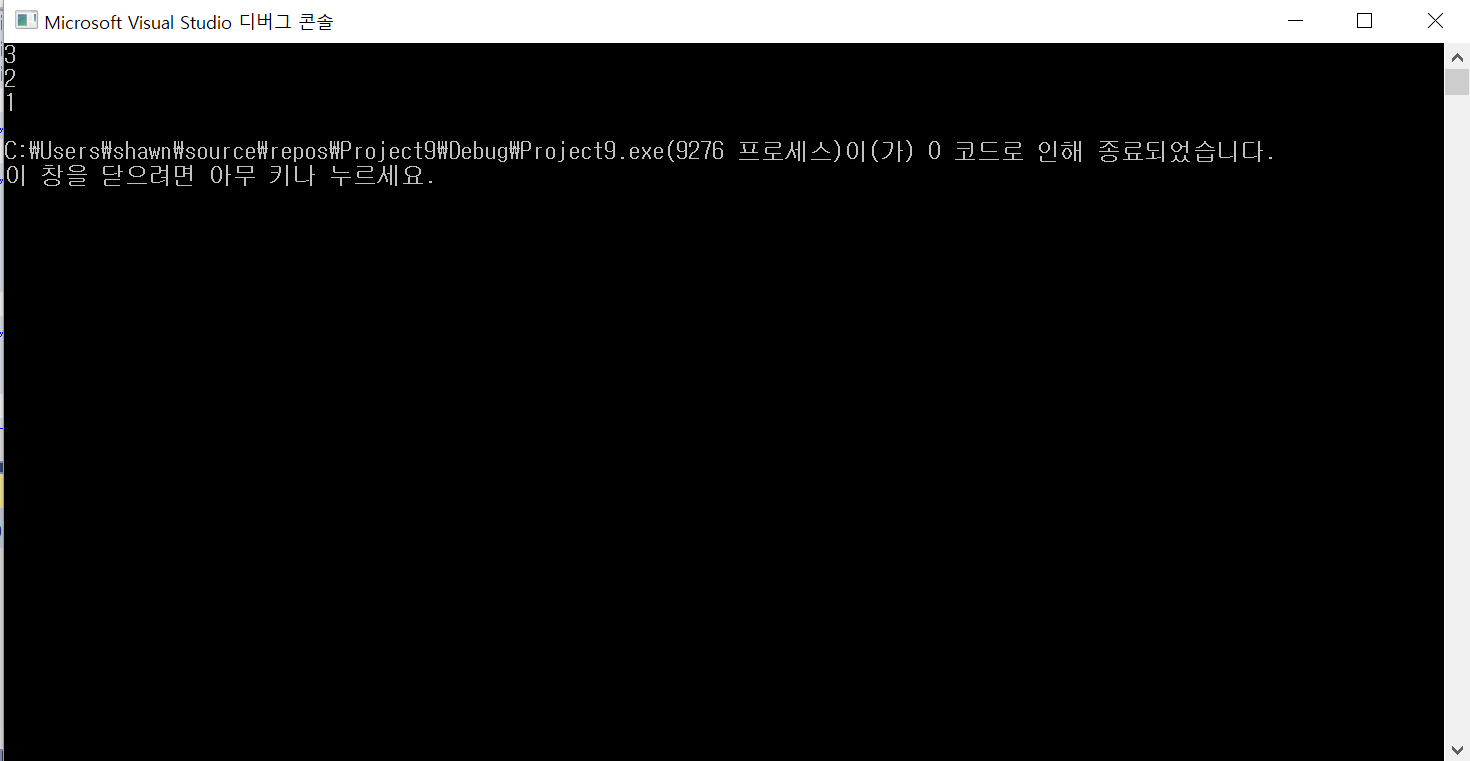 Microsoft Visual Studio 디버그 콘솔
3
2
1
C:₩Users₩shawn₩source₩repos₩Project9₩Debug₩Project9.exe(9276 프로세스)이(가) 0 코드로 인해 종료되었습니다.
이 창을 닫으려면 아무 키나 누르세요.